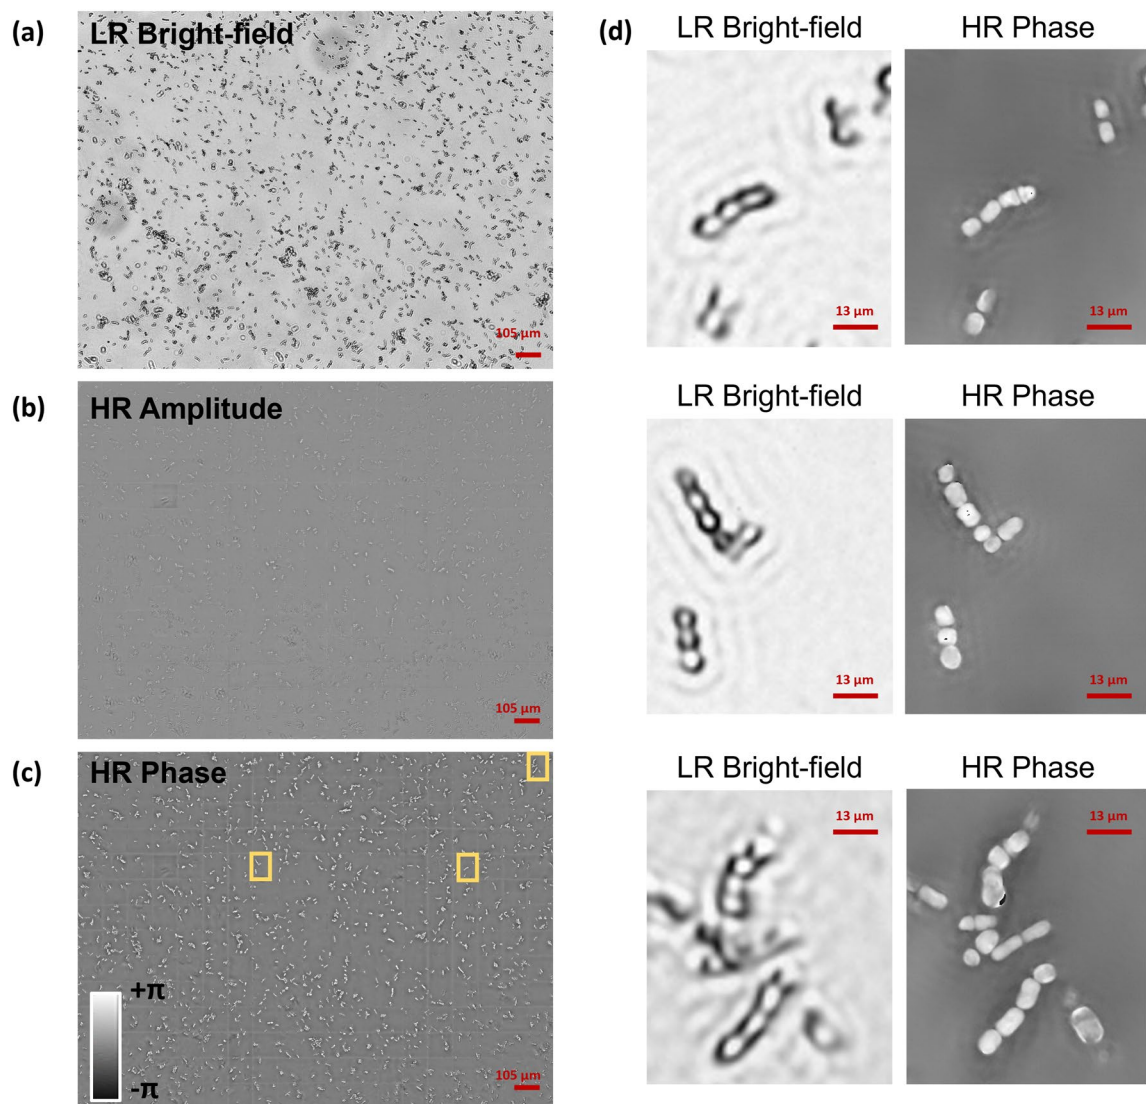 (a)
LR Bright-field
105 µm
(b)
HR Amplitude
105 µm
(c)
HR Phase
+π
-π
105 µm
(d)
LR Bright-field
HR Phase
13 µm
13 µm
LR Bright-field
HR Phase
13 µm
13 µm
LR Bright-field
HR Phase
13 µm
13 µm